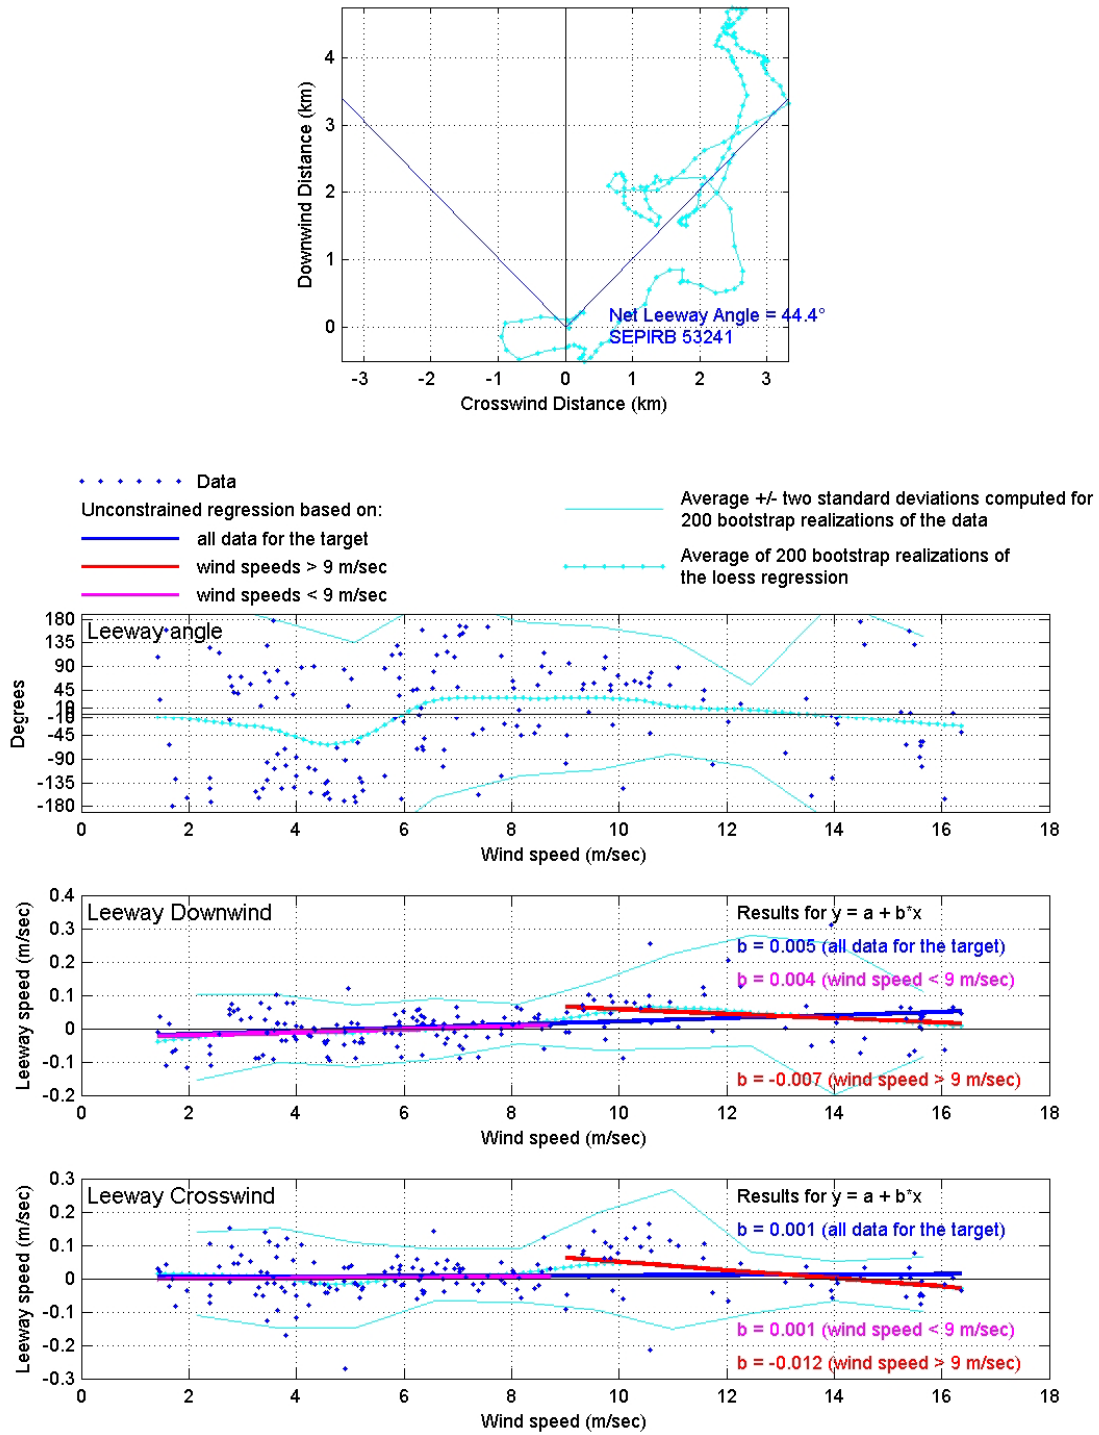 4
3
2
1
0
Downwind Distance (km)
Net Leeway Angle = 44.4°
SEPIRB 53241
-3 -2 -1 0 1 2 3
Crosswind Distance (km)
Data
Unconstrained regression based on:
all data for the target
wind speeds > 9 m/sec
wind speeds < 9 m/sec
Average +/- two standard deviations computed for
200 bootstrap realizations of the data
Average of 200 bootstrap realizations of
the loess regression
Leeway angle
180
135
90
45
10
-10
-45
-90
-135
-180
Degrees
0 2 4 6 8 10 12 14 16 18
Wind speed (m/sec)
Leeway Downwind
0.4
0.3
0.2
0.1
0
-0.1
-0.2
Leeway speed (m/sec)
Results for y = a + b*x
b = 0.005 (all data for the target)
b = 0.004 (wind speed < 9 m/sec)
b = -0.007 (wind speed > 9 m/sec)
0 2 4 6 8 10 12 14 16 18
Wind speed (m/sec)
Leeway Crosswind
0.3
0.2
0.1
0
-0.1
-0.2
-0.3
Leeway speed (m/sec)
Results for y = a + b*x
b = 0.001 (all data for the target)
b = 0.001 (wind speed < 9 m/sec)
b = -0.012 (wind speed > 9 m/sec)
0 2 4 6 8 10 12 14 16 18
Wind speed (m/sec)